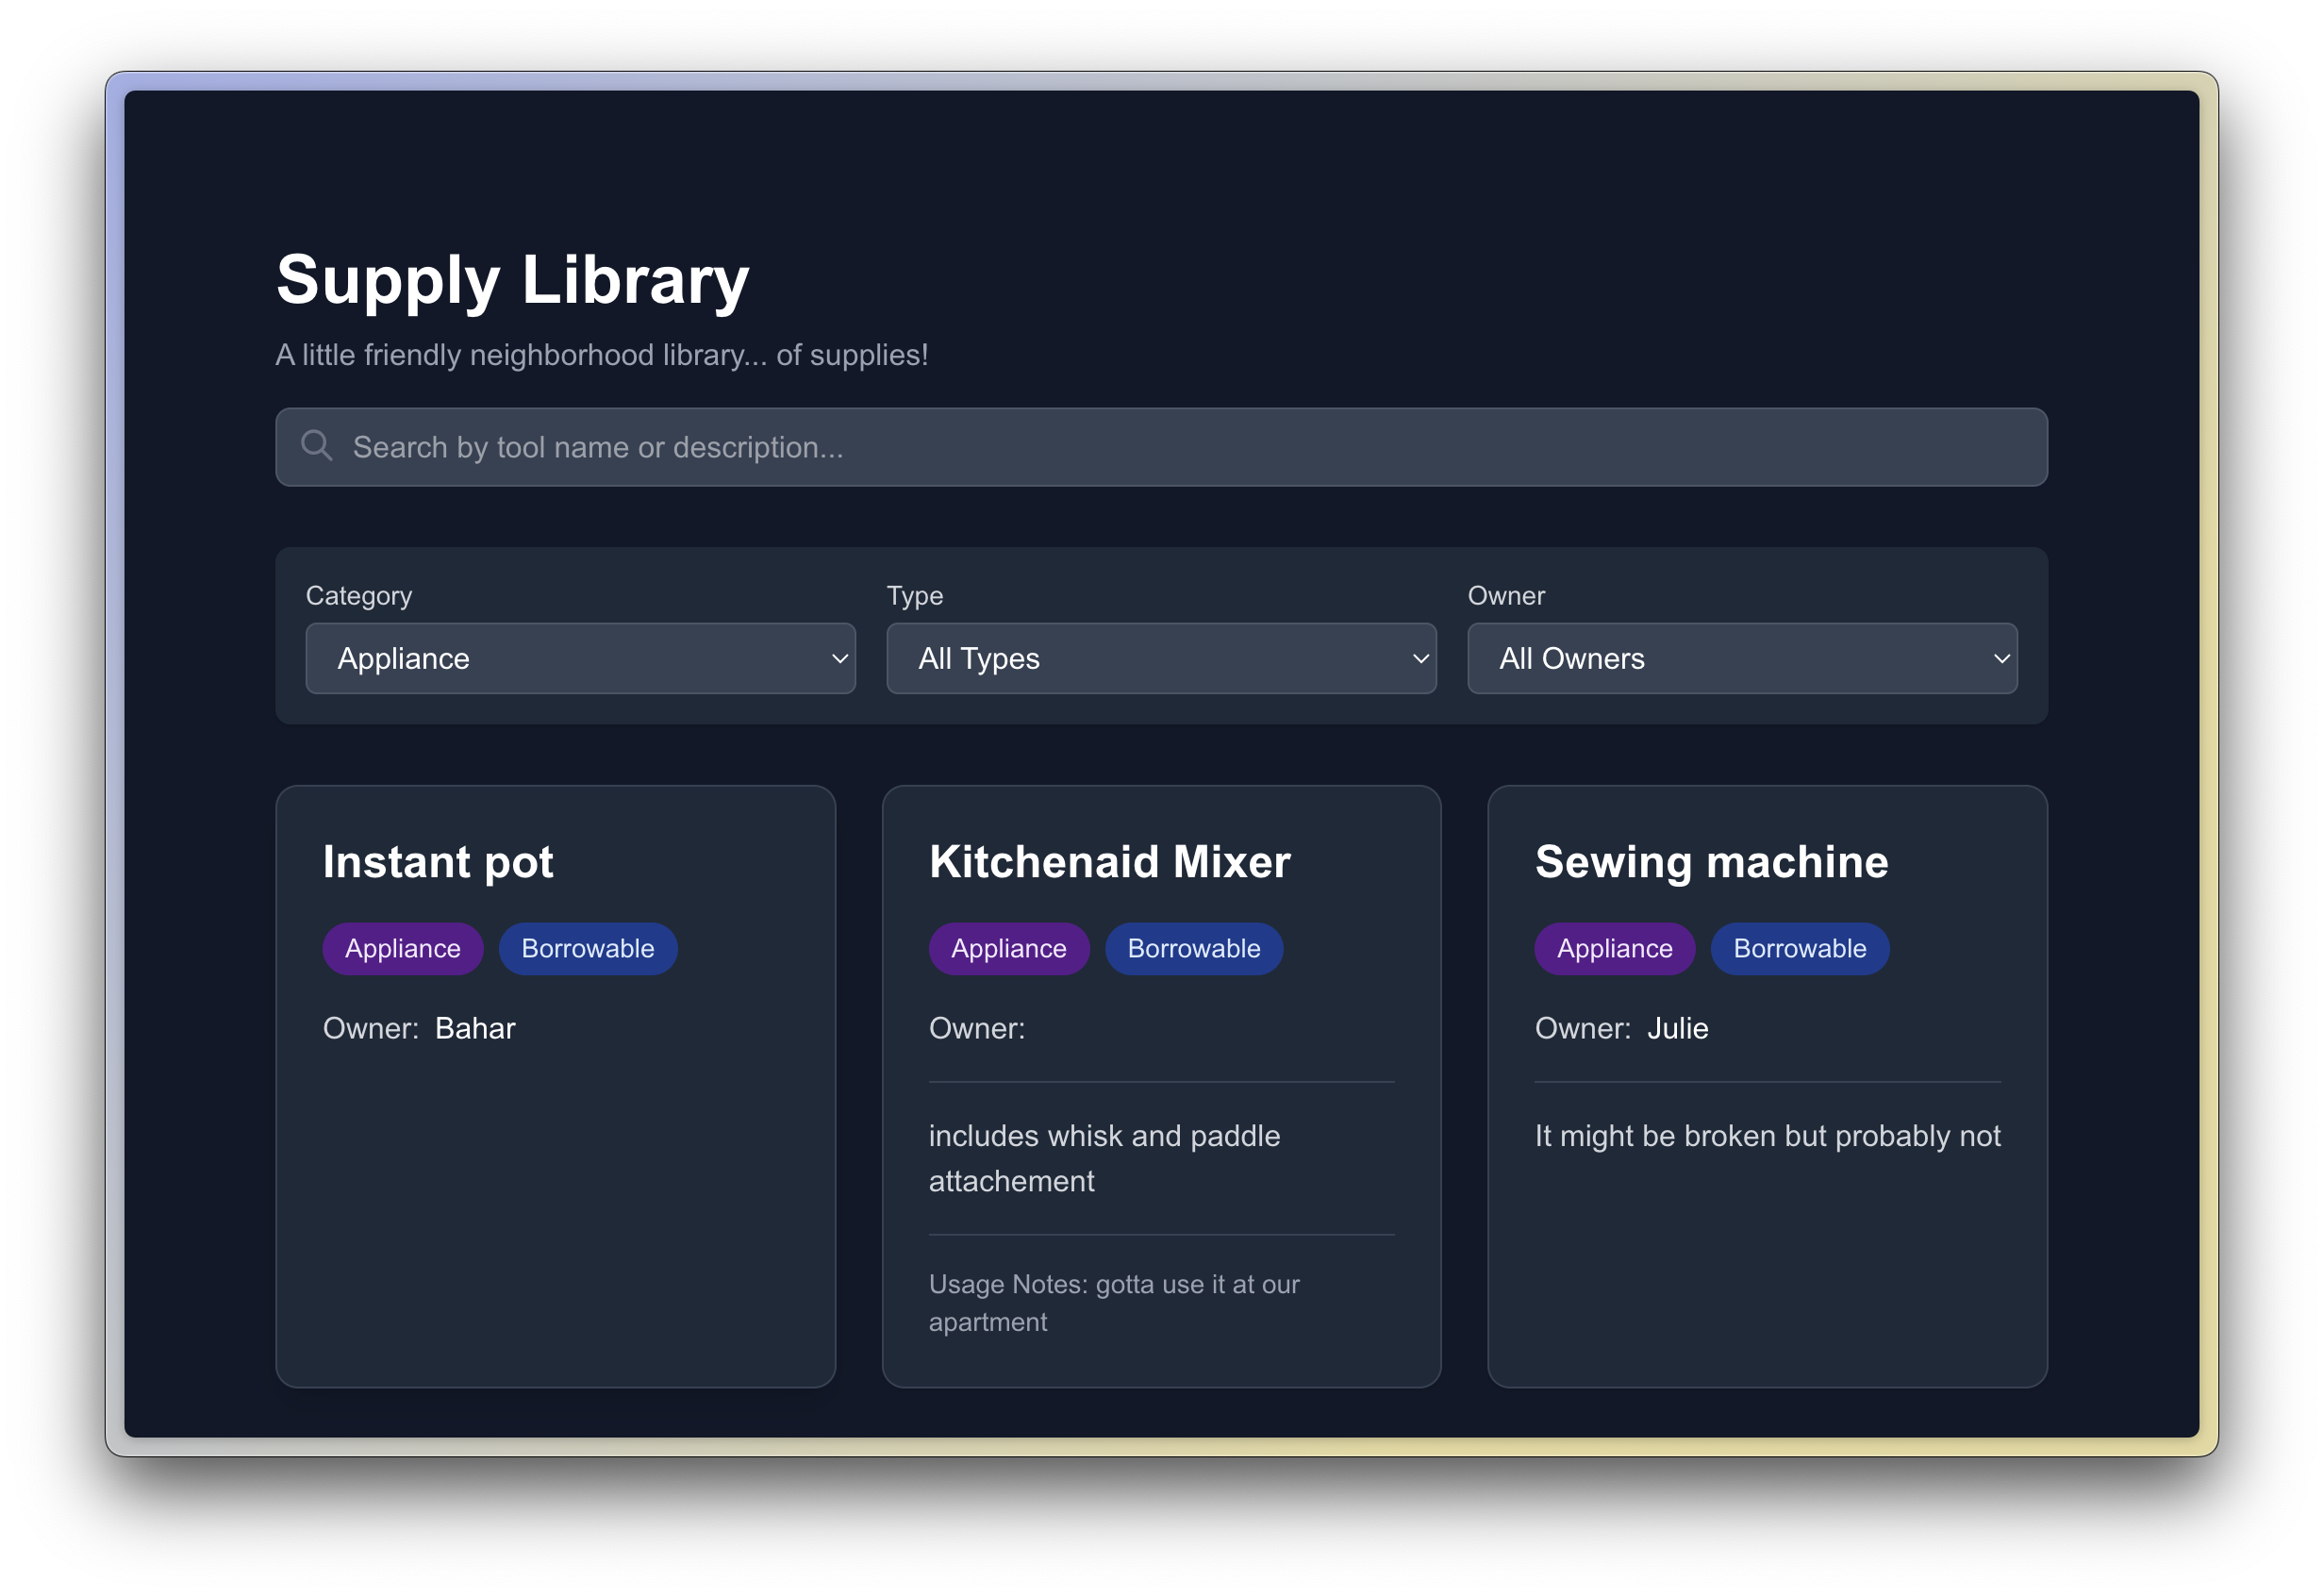 Supply Library
A little friendly neighborhood library... of supplies!
Search by tool name or description...
Category
Appliance
Type
All Types
Owner
All Owners
Instant pot
Appliance
Borrowable
Owner: Bahar
Kitchenaid Mixer
Appliance
Borrowable
Owner:
includes whisk and paddle
attachement
Usage Notes: gotta use it at our
apartment
Sewing machine
Appliance
Borrowable
Owner: Julie
It might be broken but probably not